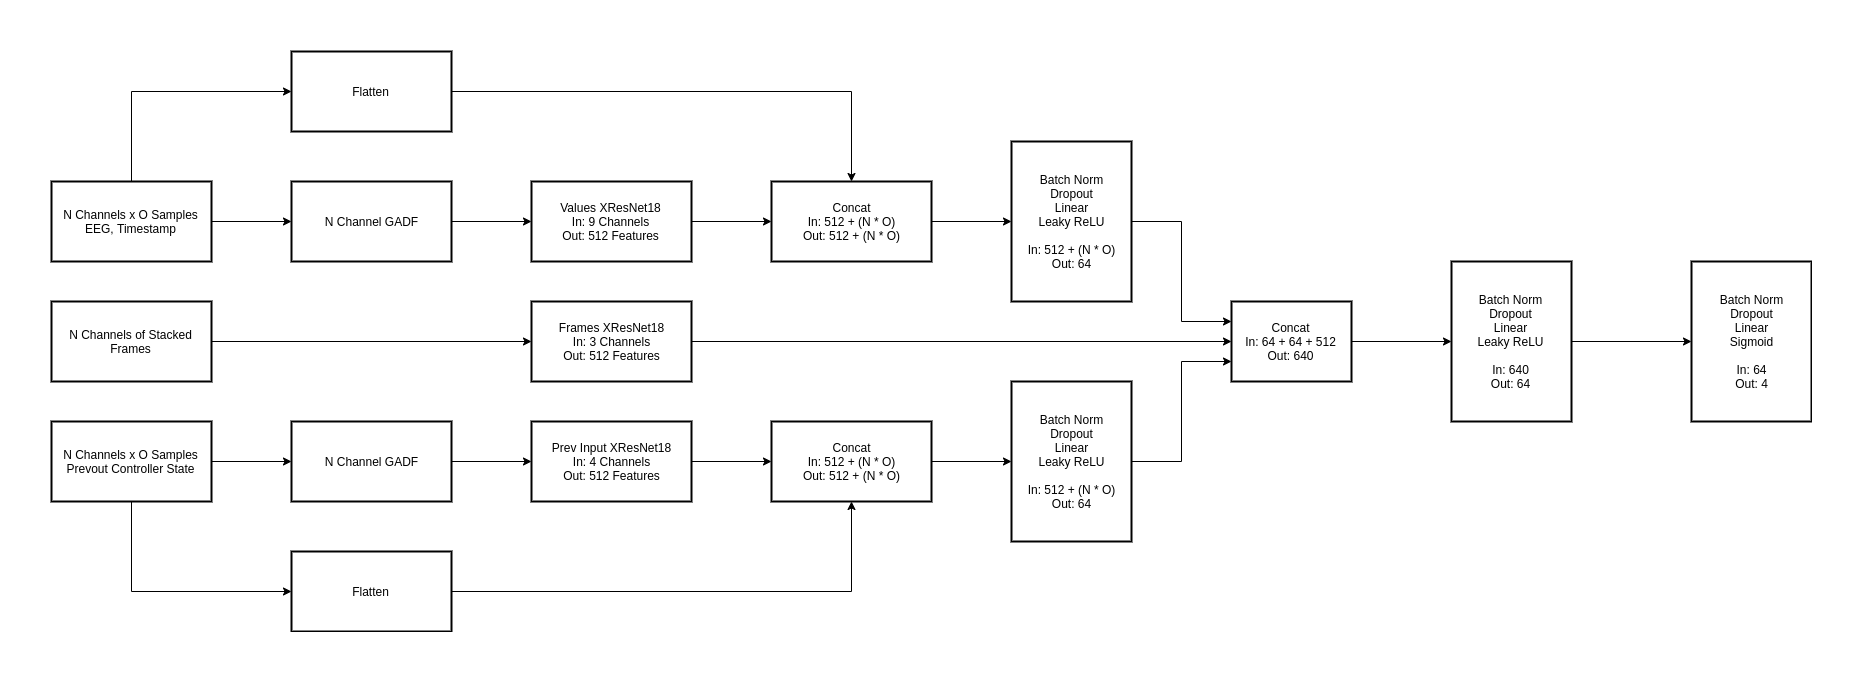 Flatten
N Channels x O Samples
EEG, Timestamp
N Channel GADF
Values XResNet18
In: 9 Channels
Out: 512 Features
Concat
In: 512 + (N * O)
Out: 512 + (N * O)
Batch Norm
Dropout
Linear
Leaky ReLU
In: 512 + (N * O)
Out: 64
N Channels of Stacked
Frames
Frames XResNet18
In: 3 Channels
Out: 512 Features
Concat
In: 64 + 64 + 512
Out: 640
Batch Norm
Dropout
Linear
Leaky ReLU
In: 640
Out: 64
Batch Norm
Dropout
Linear
Sigmoid
In: 64
Out: 4
N Channels x O Samples
Prevout Controller State
N Channel GADF
Prev Input XResNet18
In: 4 Channels
Out: 512 Features
Concat
In: 512 + (N * O)
Out: 512 + (N * O)
Batch Norm
Dropout
Linear
Leaky ReLU
In: 512 + (N * O)
Out: 64
Flatten